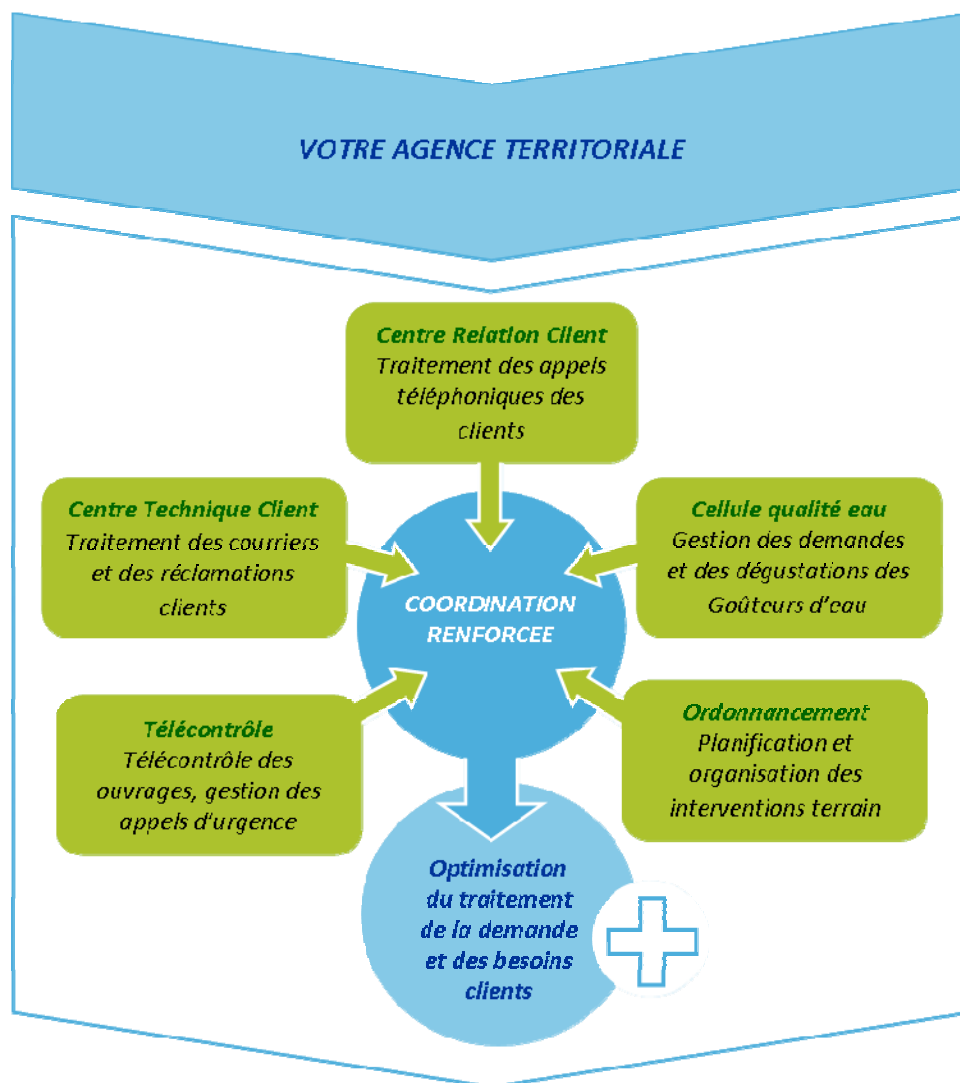 VOTRE AGENCE TERRITORIALE
Centre Relation Client
Traitement des appels
téléphoniques des
clients
Centre Technique Client
Traitement des courriers
et des réclamations
clients
Cellule qualité eau
Gestion des demandes
et des dégustations des
Goûteurs d'eau
COORDINATION
RENFORCEE
Télécontrôle
Télécontrôle des
ouvrages, gestion des
appels d'urgence
Ordonnancement
Planification et
organisation des
interventions terrain
Optimisation
du traitement
de la demande
et des besoins
clients